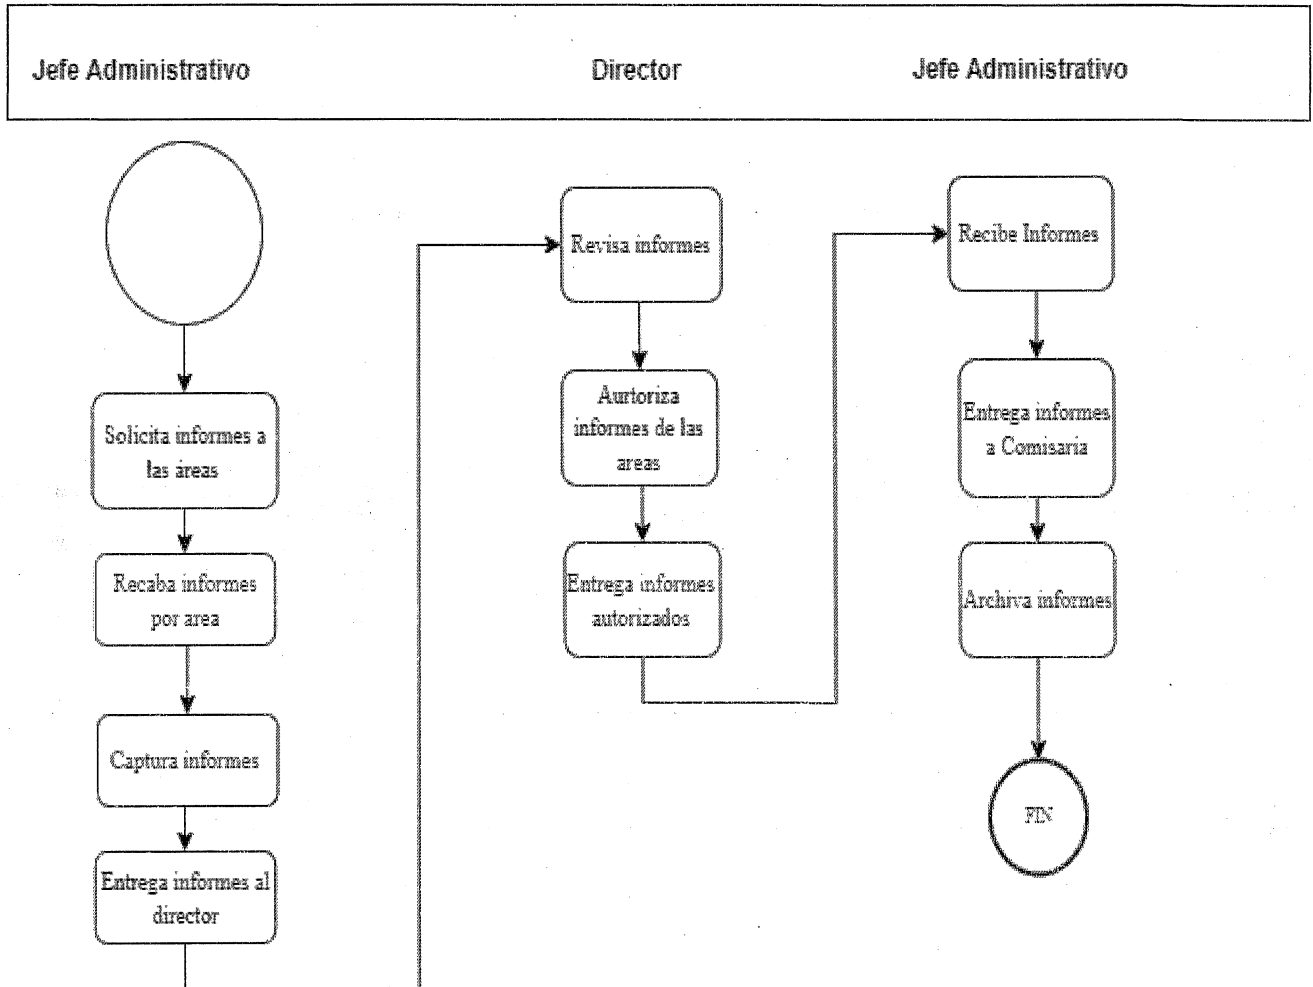 Jefe Administrativo
Director
Jefe Administrativo
Solicita informes a
las áreas
Recaba informes
por area
Captura informes
Entrega informes al
director
Revisa informes
Aurtoriza
informes de las
areas
Entrega informes
autorizados
Recibe Informes
Entrega informes
a Comisaria
Archiva informes
FIN